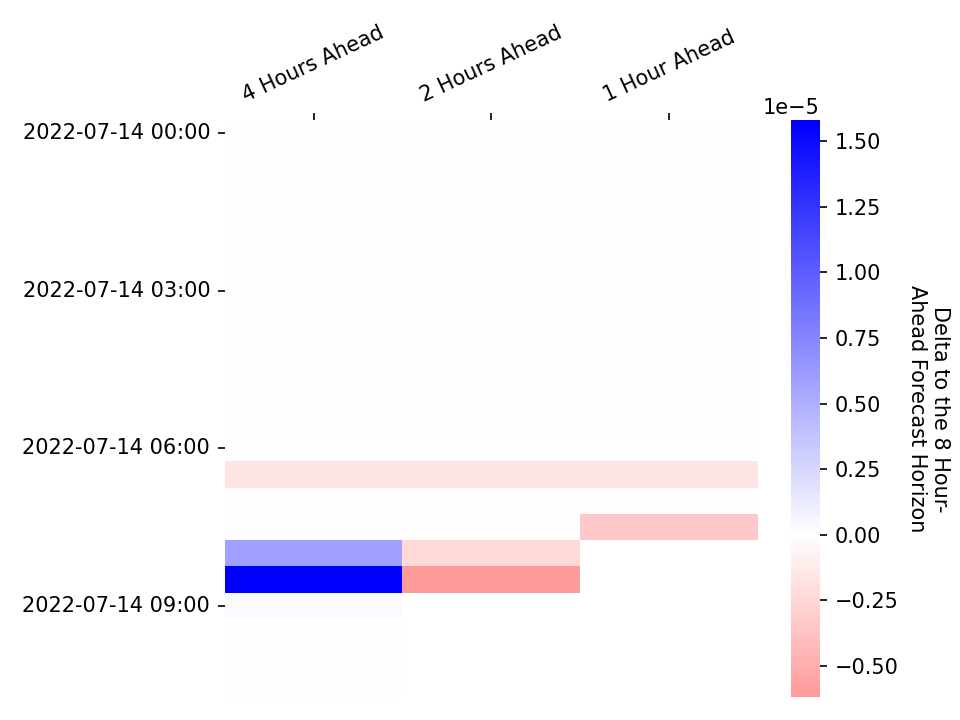 4 Hours Ahead
2 Hours Ahead
1 Hour Ahead
1e−5
2022-07-14 00:00
2022-07-14 03:00
2022-07-14 06:00
2022-07-14 09:00
1.50
1.25
1.00
0.75
0.50
0.25
0.00
−0.25
−0.50
Delta to the 8 Hour-
Ahead Forecast Horizon